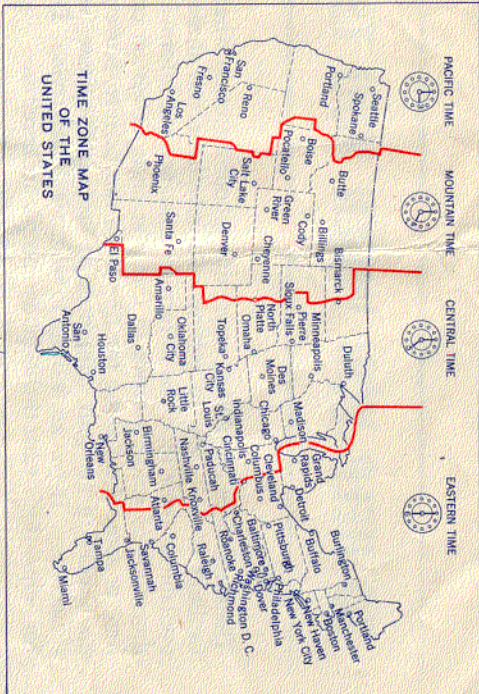 PACIFIC TIME
MOUNTAIN TIME
CENTRAL TIME
EASTERN TIME
Seattle
Spokane
Portland
Butte
Boise
Pocatello
Billings
Cody
Green
River
Bismarck
Pierre
Sioux Falls
Minneapolis
Duluth
Reno
San
Francisco
Fresno
Los
Angeles
Salt Lake
City
Cheyenne
Denver
North
Platte
Omaha
Des
Moines
Madison
Chicago
Grand
Rapids
Detroit
Cleveland
Columbus
Indianapolis
Cincinnati
Phoenix
Santa Fe
El Paso
Amarillo
Oklahoma
City
Topeka
Kansas
City
St.
Louis
Paducah
Little
Rock
Dallas
San
Antonio
Houston
New
Orleans
Jackson
Birmingham
Nashville
Knoxville
Atlanta
Buffalo
Pittsburgh
Burlington
Portland
Manchester
Boston
New Haven
New York City
Philadelphia
Dover
Baltimore
Washington D. C.
Charleston
Richmond
Roanoke
Raleigh
Columbia
Savannah
Jacksonville
Tampa
Miami
TIME ZONE MAP
OF THE
UNITED STATES